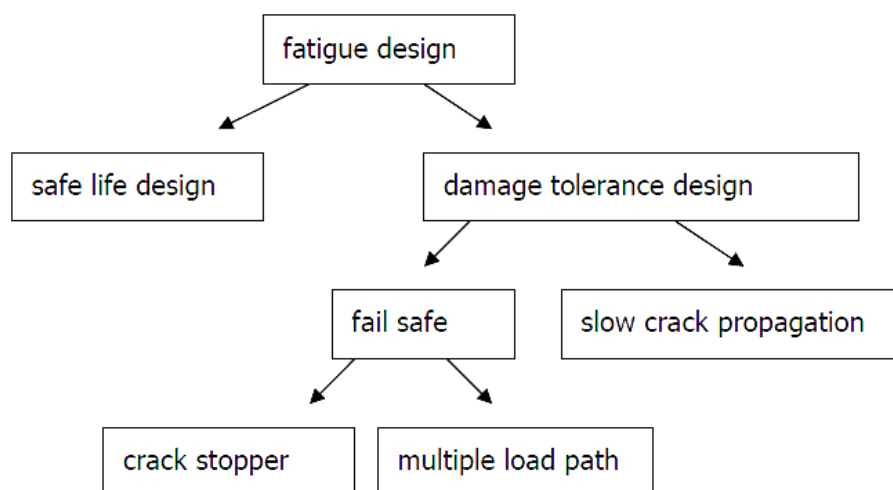 fatigue design
safe life design
damage tolerance design
fail safe
slow crack propagation
crack stopper
multiple load path